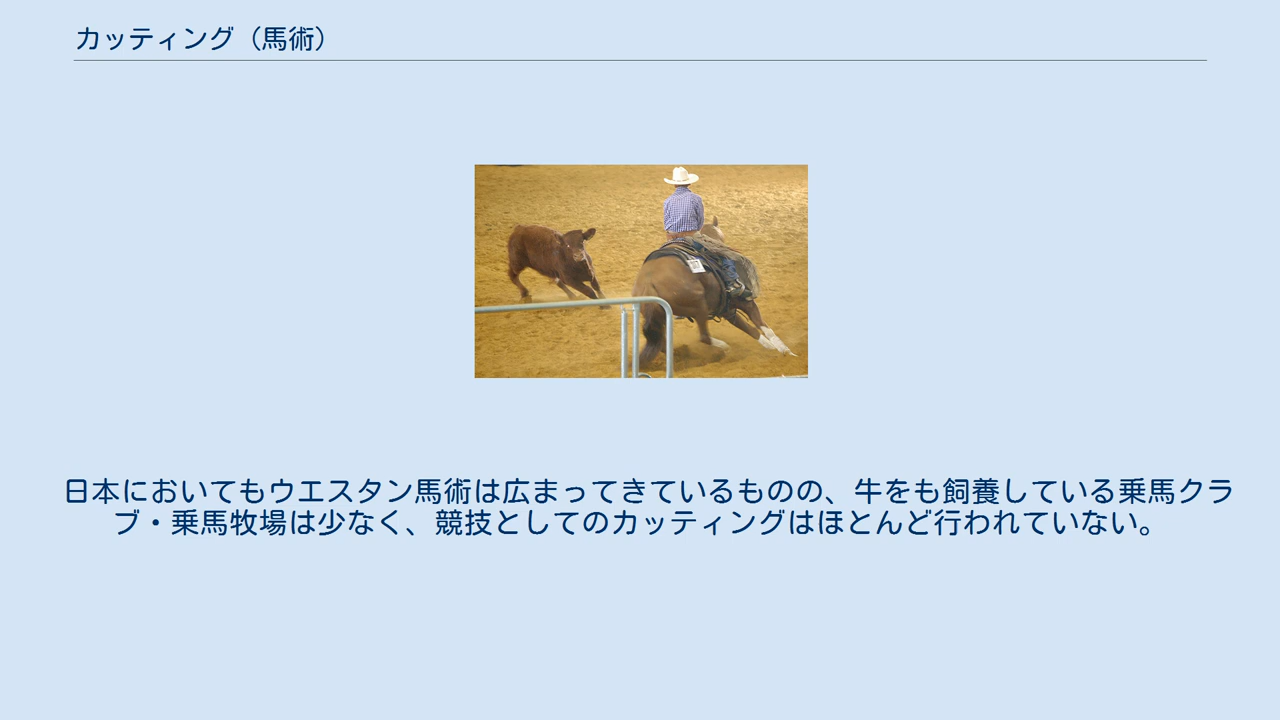 カッティング（馬術）
日本においてもウエスタン馬術は広まってきているものの、牛をも飼養している乗馬クラ
ブ・乗馬牧場は少なく、競技としてのカッティングはほとんど行われていない。